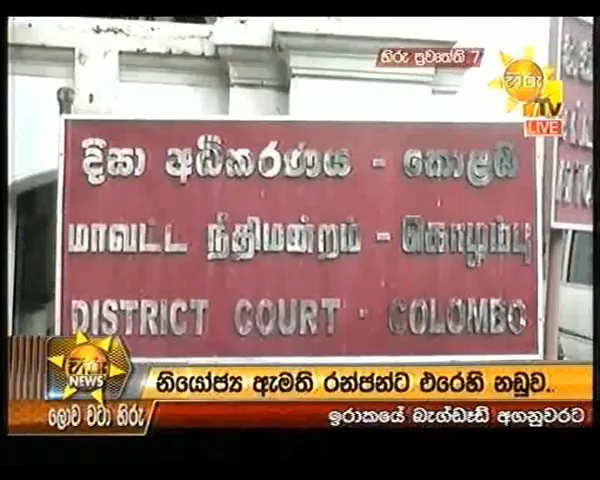 හිරු ප්‍රවෘත්ති 7
හිරු
TV
LIVE
දිසා අධිකරණය - කොළඹ
மாவட்ட நீதிமன்றம் - கொழும்பு
DISTRICT COURT - COLOMBO
හිරු
NEWS
නියෝජ්‍ය ඇමති රන්ජන්ට එරෙහි නඩුව..
ලොව වටා හිරු
ඉරාකයේ බැග්ඩෑඩ් අගනුවරට